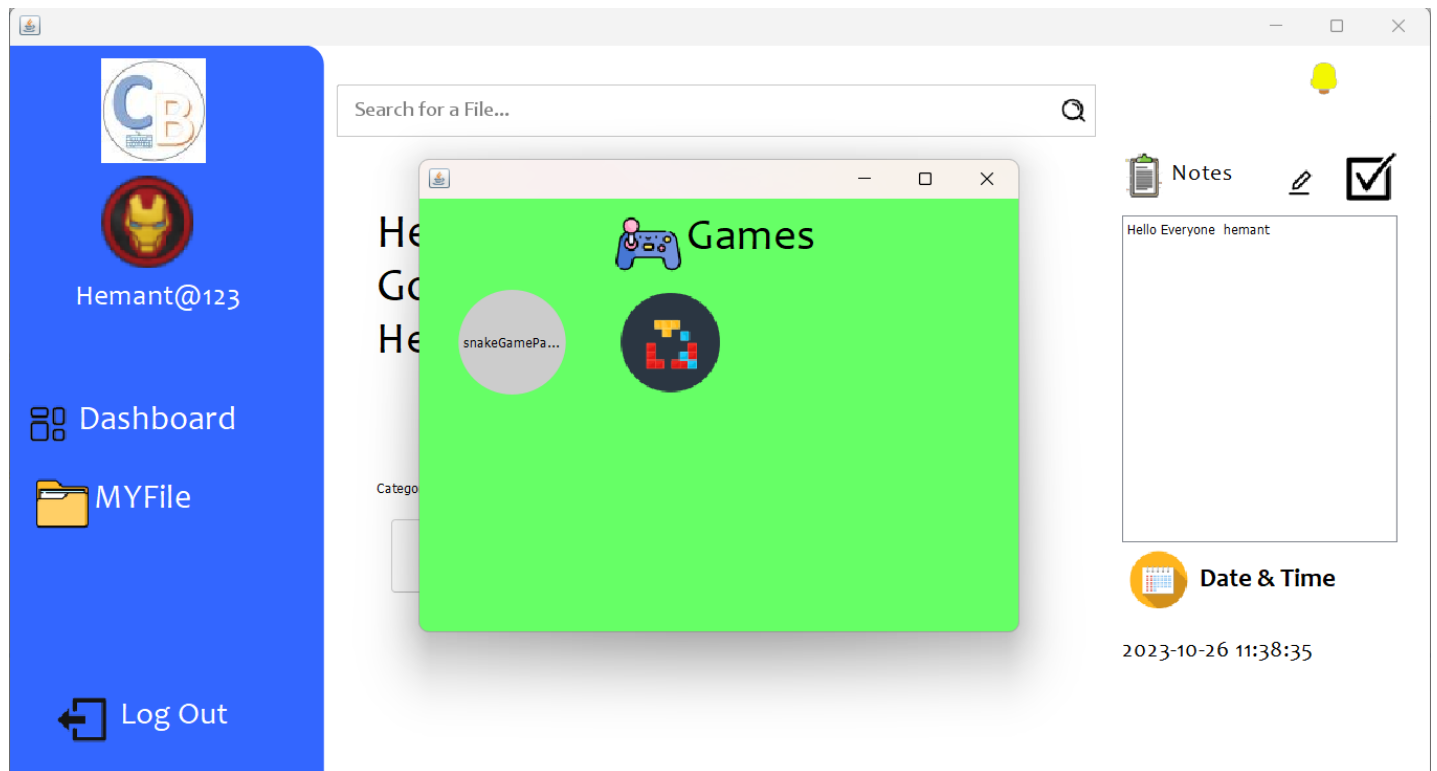 CB
Hemant@123
Dashboard
MYFile
Log Out
Search for a File...
He
Go
He
Catego
Games
snakeGamePa...
Notes
Hello Everyone hemant
Date & Time
2023-10-26 11:38:35